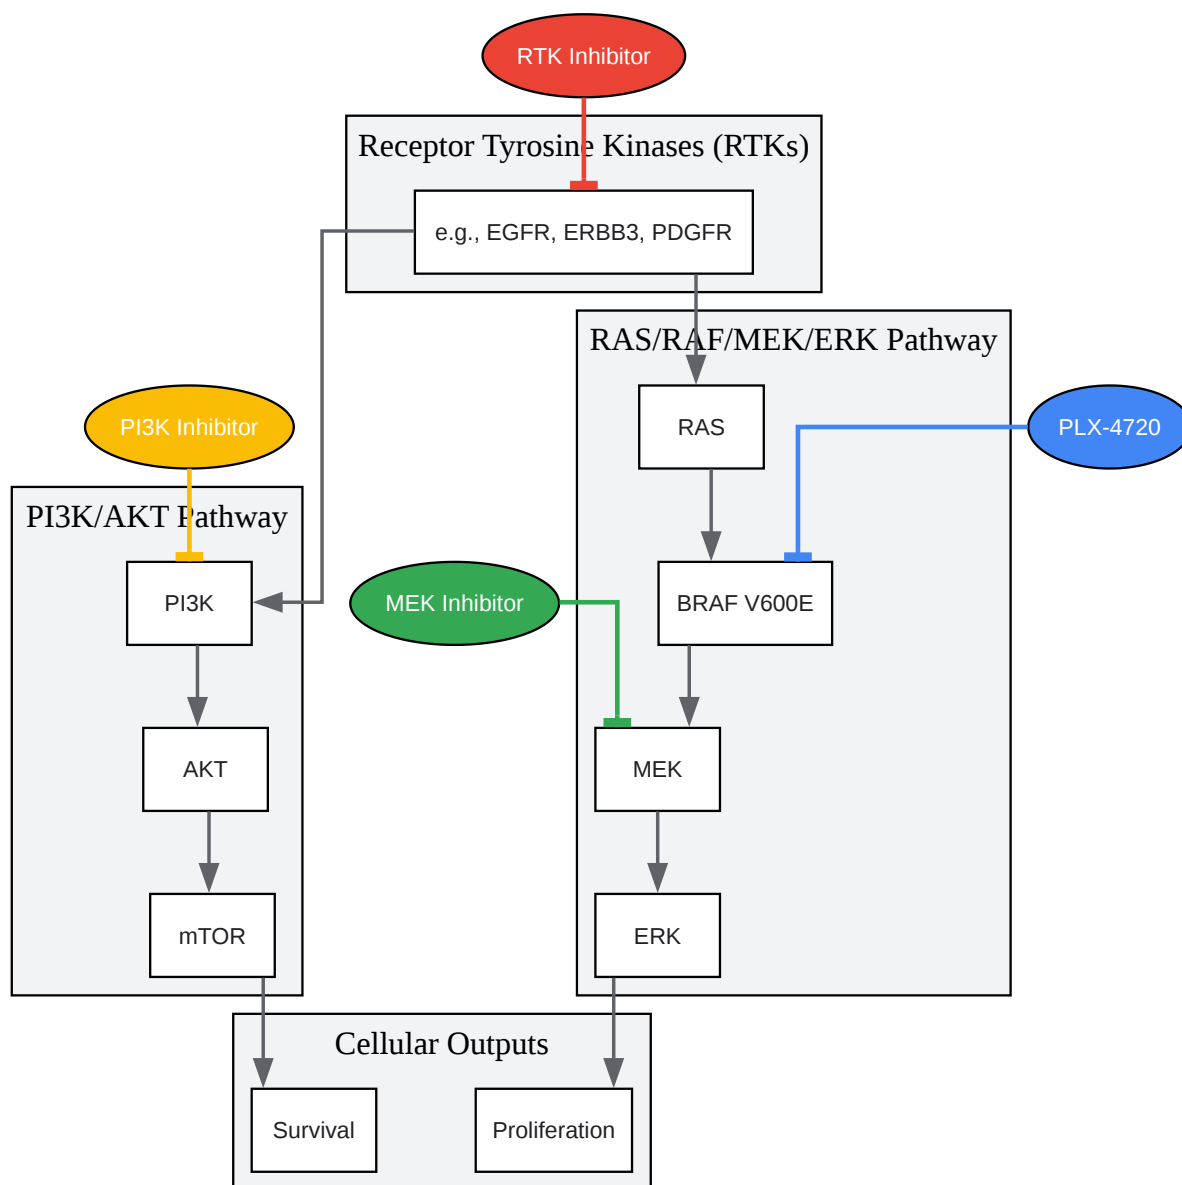 RTK Inhibitor
Receptor Tyrosine Kinases (RTKs)
e.g., EGFR, ERBB3, PDGFR
RAS/RAF/MEK/ERK Pathway
RAS
PI3K Inhibitor
PLX-4720
PI3K/AKT Pathway
PI3K
MEK Inhibitor
BRAF V600E
AKT
MEK
mTOR
ERK
Cellular Outputs
Survival
Proliferation